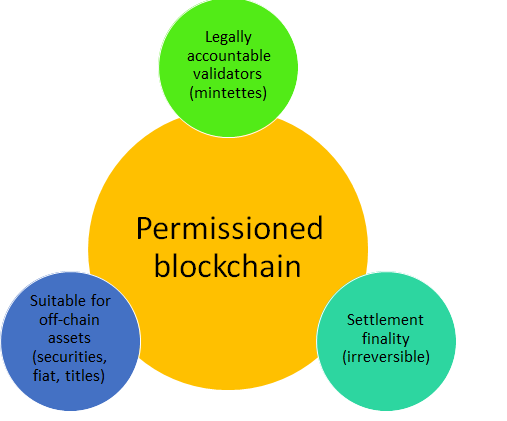 Legally
accountable
validators
(mintettes)
Permissioned
blockchain
Suitable for
off-chain
assets
(securities,
fiat, titles)
Settlement
finality
(irreversible)